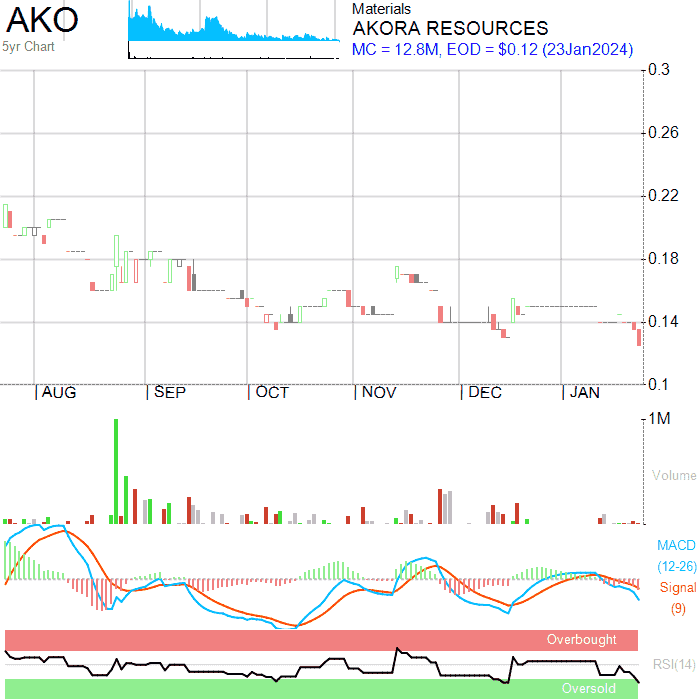 AKO
5yr Chart
Materials
AKORA RESOURCES
MC = 12.8M, EOD = $0.12 (23Jan2024)
0.3
0.26
0.22
0.18
0.14
0.1
AUG SEP OCT NOV DEC JAN
1M
Volume
MACD
(12-26)
Signal
(9)
Overbought
RSI(14)
Oversold